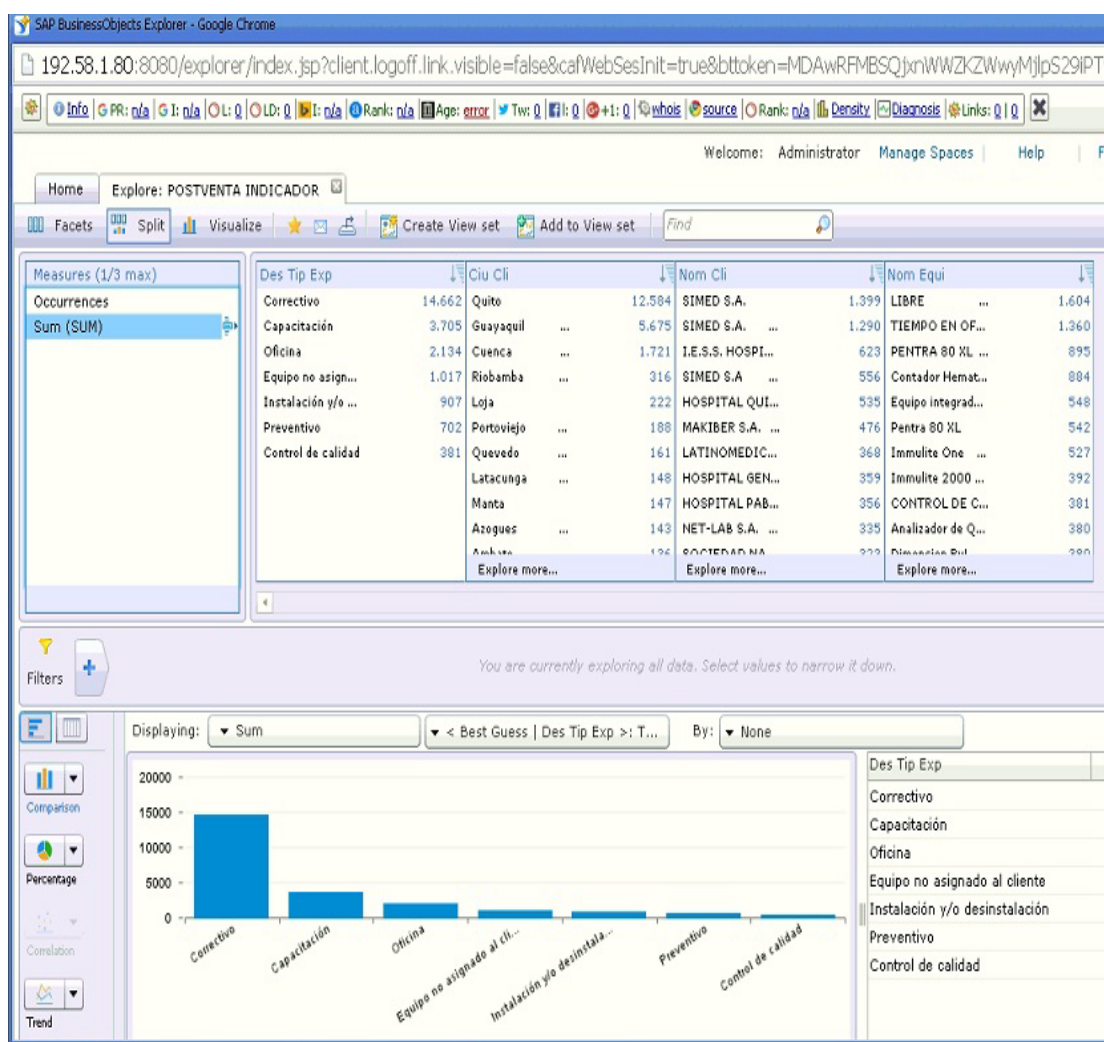 SAP BusinessObjects Explorer - Google Chrome
192.58.1.80:8080/explorer/index.jsp?client.logoff.link.visible=false&cafWebSesInit=true&bttoken=
Info G PR: n/a G I: n/a L: 0 LD: 0 I: n/a Rank: n/a Age: error Tw: 0 l: 0 +1: 0 whois source Rank: n/a Density Diagnosis Links: 0 | 0
Welcome: Administrator Manage Spaces | Help |
Home Explore: POSTVENTA INDICADOR
Facets Split Visualize Create View set Add to View set Find
Measures (1/3 max) Des Tip Exp Ciu Cli Nom Cli Nom Equi
Occurrences Correctivo 14.662 Quito 12.584 SIMED S.A. 1.399 LIBRE ... 1.604
Sum (SUM) Capacitación 3.705 Guayaquil ... 5.675 SIMED S.A. ... 1.290 TIEMPO EN OF... 1.360
Oficina 2.134 Cuenca ... 1.721 I.E.S.S. HOSPI... 623 PENTRA 80 XL ... 895
Equipo no asign... 1.017 Riobamba ... 316 SIMED S.A ... 556 Contador Hemat... 884
Instalación y/o ... 907 Loja 222 HOSPITAL QUI... 535 Equipo integrad... 548
Preventivo 702 Portoviejo ... 188 MAKIBER S.A. ... 476 Pentra 80 XL 542
Control de calidad 381 Quevedo ... 161 LATINOMEDIC... 368 Immulite One ... 527
Latacunga ... 148 HOSPITAL GEN... 359 Immulite 2000 ... 392
Manta 147 HOSPITAL PAB... 356 CONTROL DE C... 381
Azogues ... 143 NET-LAB S.A. ... 335 Analizador de Q... 380
Explore more... Explore more... Explore more...
Filters
You are currently exploring all data. Select values to narrow it down.
Displaying: Sum < Best Guess | Des Tip Exp >: T... By: None
Comparison
Percentage
Correlation
Trend
20000
15000
10000
5000
0
Correctivo
Capacitación
Oficina
Equipo no asignado al cli...
Instalación y/o desinstala...
Preventivo
Control de calidad
Des Tip Exp
Correctivo
Capacitación
Oficina
Equipo no asignado al cliente
Instalación y/o desinstalación
Preventivo
Control de calidad